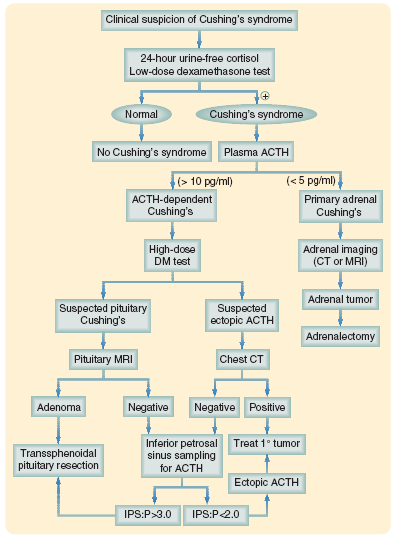 Clinical suspicion of Cushing's syndrome
24-hour urine-free cortisol
Low-dose dexamethasone test
+
Normal
Cushing's syndrome
No Cushing's syndrome
Plasma ACTH
(> 10 pg/ml)
(< 5 pg/ml)
ACTH-dependent
Cushing's
Primary adrenal
Cushing's
High-dose
DM test
Adrenal imaging
(CT or MRI)
Adrenal tumor
Adrenalectomy
Suspected pituitary
Cushing's
Suspected
ectopic ACTH
Pituitary MRI
Chest CT
Adenoma
Negative
Negative
Positive
Transsphenoidal
pituitary resection
Inferior petrosal
sinus sampling
for ACTH
Treat 1° tumor
Ectopic ACTH
IPS:P>3.0
IPS:P<2.0